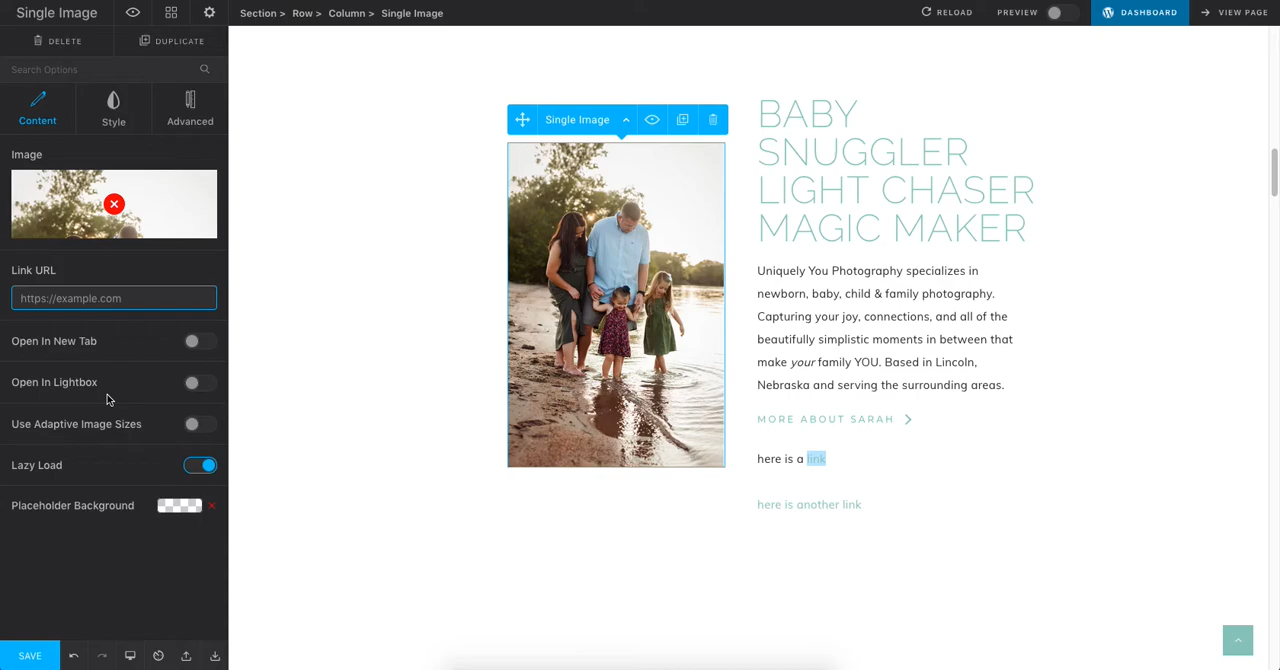 Single Image
Section > Row > Column > Single Image
RELOAD
PREVIEW
DASHBOARD
VIEW PAGE
DELETE
DUPLICATE
Search Options
Content
Style
Advanced
Image
Link URL
https://example.com
Open In New Tab
Open In Lightbox
Use Adaptive Image Sizes
Lazy Load
Placeholder Background
SAVE
Single Image
BABY
SNUGGLER
LIGHT CHASER
MAGIC MAKER
Uniquely You Photography specializes in
newborn, baby, child & family photography.
Capturing your joy, connections, and all of the
beautifully simplistic moments in between that
make your family YOU. Based in Lincoln,
Nebraska and serving the surrounding areas.
MORE ABOUT SARAH
here is a link
here is another link